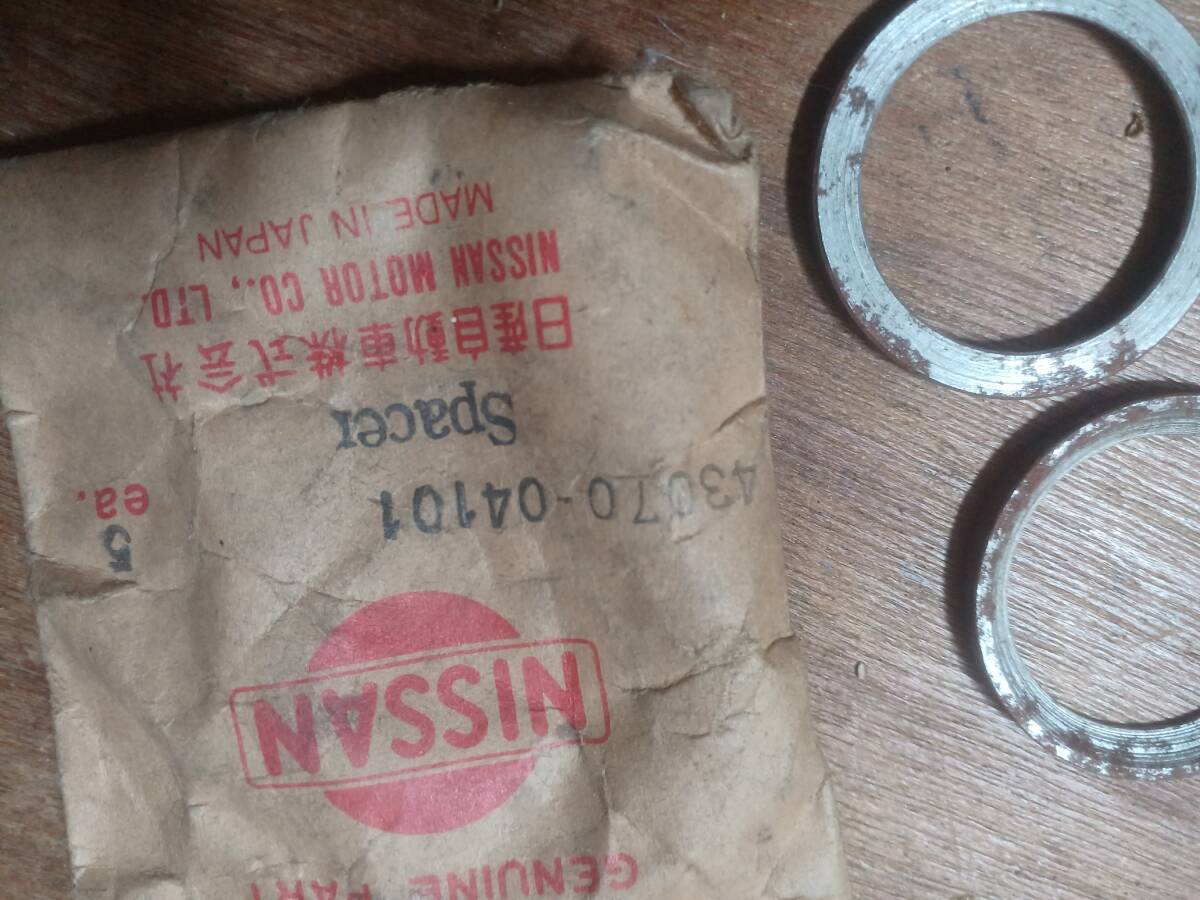 GENUINE PART
NISSAN
43070-04101
5 ea.
Spacer
日産自動車株式会社
NISSAN MOTOR CO., LTD.
MADE IN JAPAN